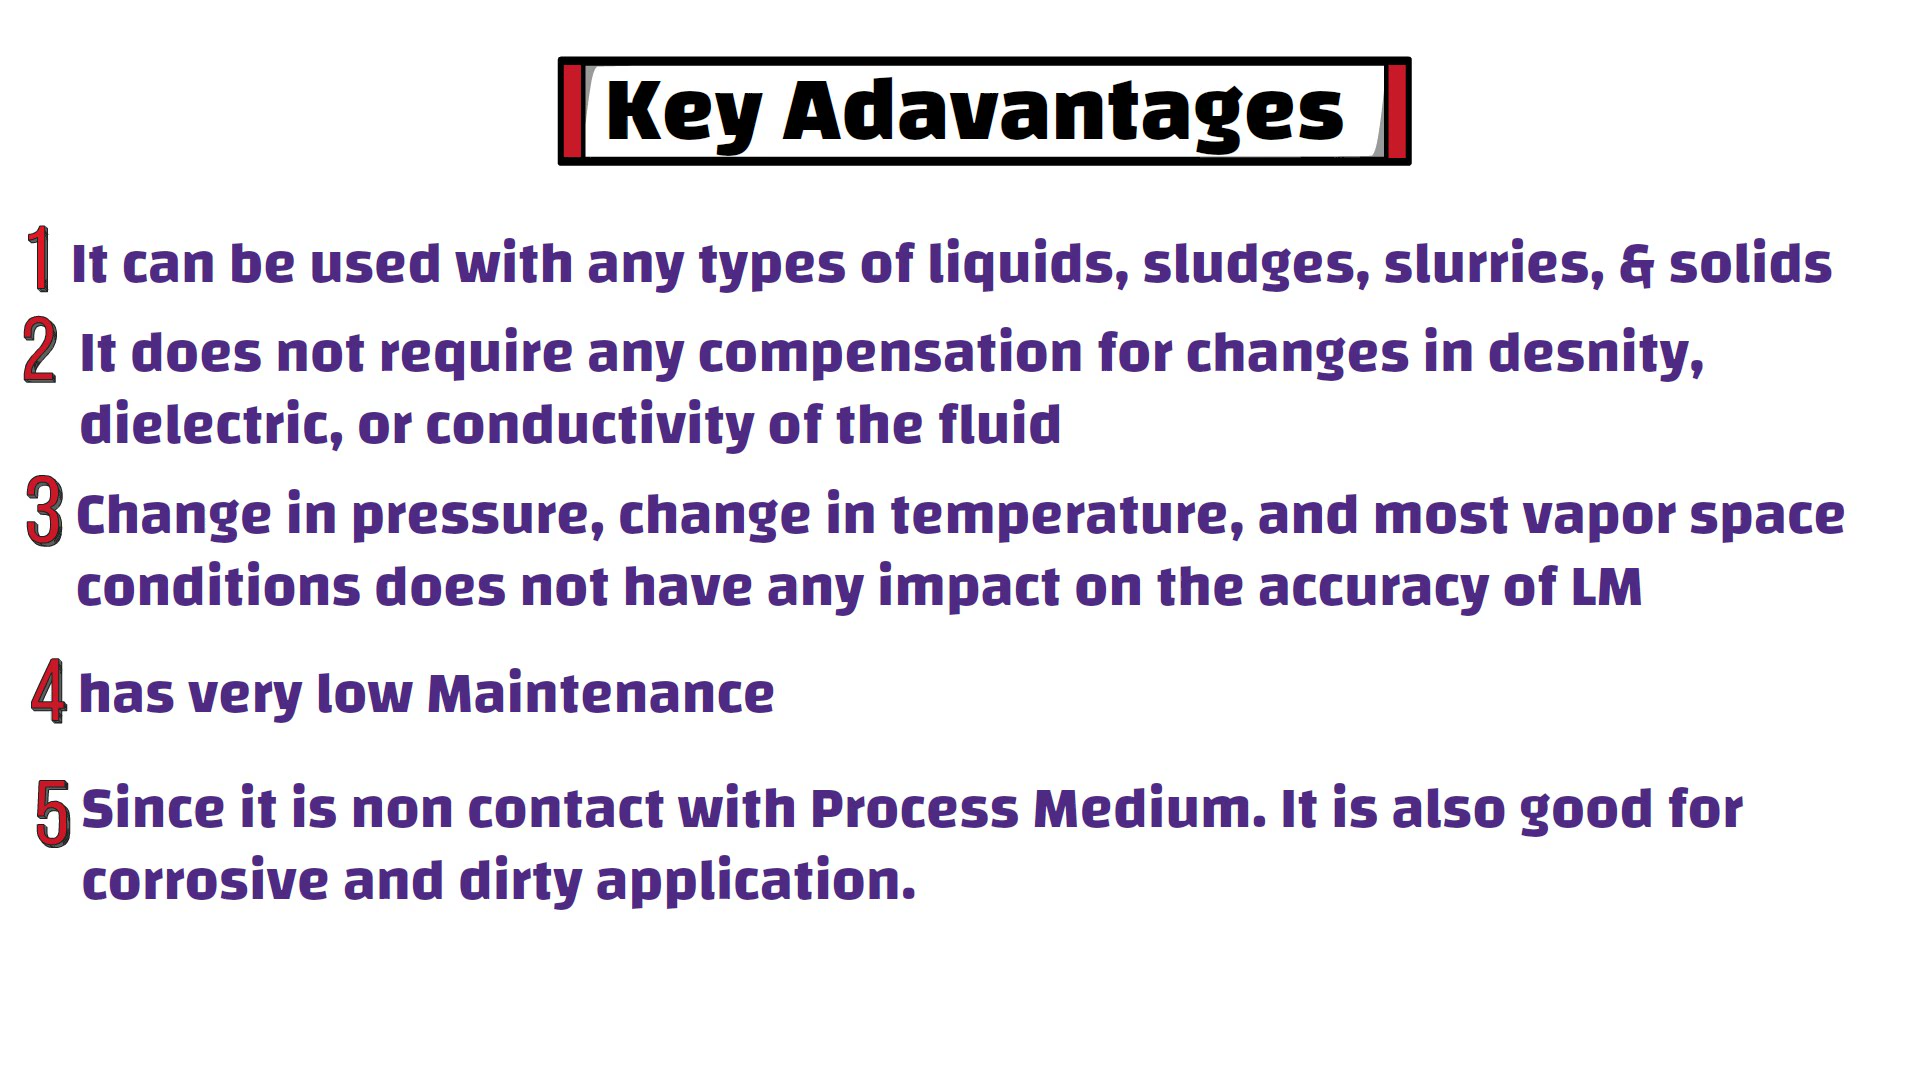 Key Adavantages
1 It can be used with any types of liquids, sludges, slurries, & solids
2 It does not require any compensation for changes in desnity,
dielectric, or conductivity of the fluid
3 Change in pressure, change in temperature, and most vapor space
conditions does not have any impact on the accuracy of LM
4 has very low Maintenance
5 Since it is non contact with Process Medium. It is also good for
corrosive and dirty application.